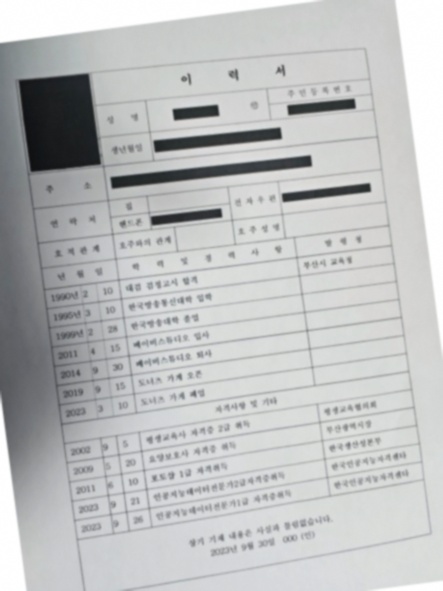 이 력 서
성 명 인 주민등록번호
생년월일
주 소
연락처 집 전자우편
핸드폰
호적관계 호주와의 관계 호주성명
년 월 일 학 력 및 경 력 사 항 발 령 청
1990년 2 10 대입 검정고시 합격 부산시 교육청
1995년 3 10 한국방송통신대학 입학
1999년 2 28 한국방송대학 졸업
2011 4 15 베이비스튜디오 입사
2014 9 30 베이비스튜디오 퇴사
2019 9 15 도너츠 가게 오픈
2023 3 10 도너츠 가게 폐업
자격사항 및 기타
2002 9 5 평생교육사 자격증 2급 취득 평생교육협의회
2009 5 20 요양보호사 자격증 취득 부산광역시장
2011 6 10 포토샵 1급 자격취득 한국생산성본부
2023 9 21 인공지능데이터전문가2급자격증취득 한국인공지능자격센터
2023 9 26 인공지능데이터전문가1급 자격증취득 한국인공지능자격센타
상기 기재 내용은 사실과 틀림없습니다.
2023년 9월 30일 000 (인)